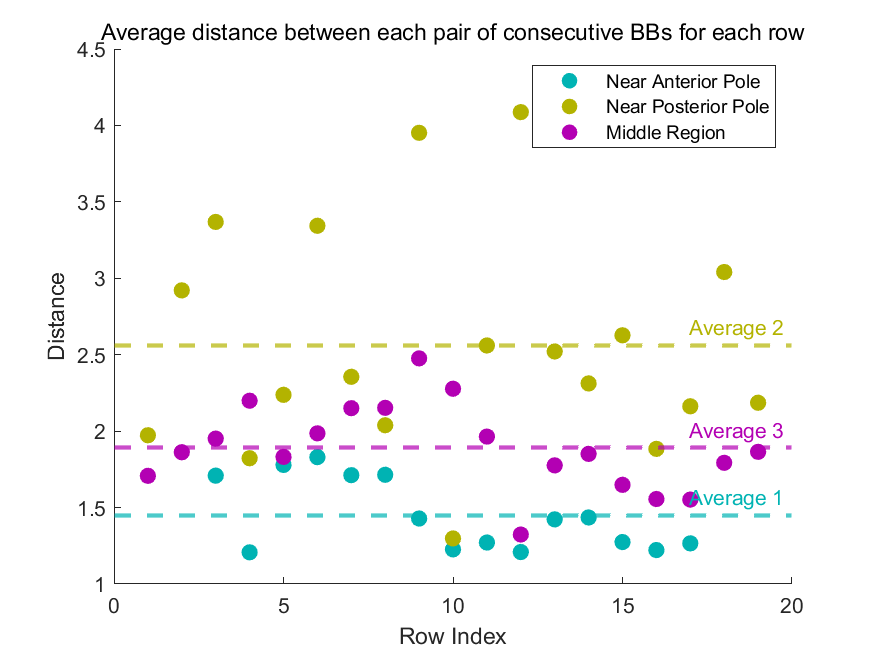 Average distance between each pair of consecutive BBs for each row
4.5
4
3.5
3
2.5
2
1.5
1
Distance
Near Anterior Pole
Near Posterior Pole
Middle Region
Average 2
Average 3
Average 1
0
5
10
15
20
Row Index